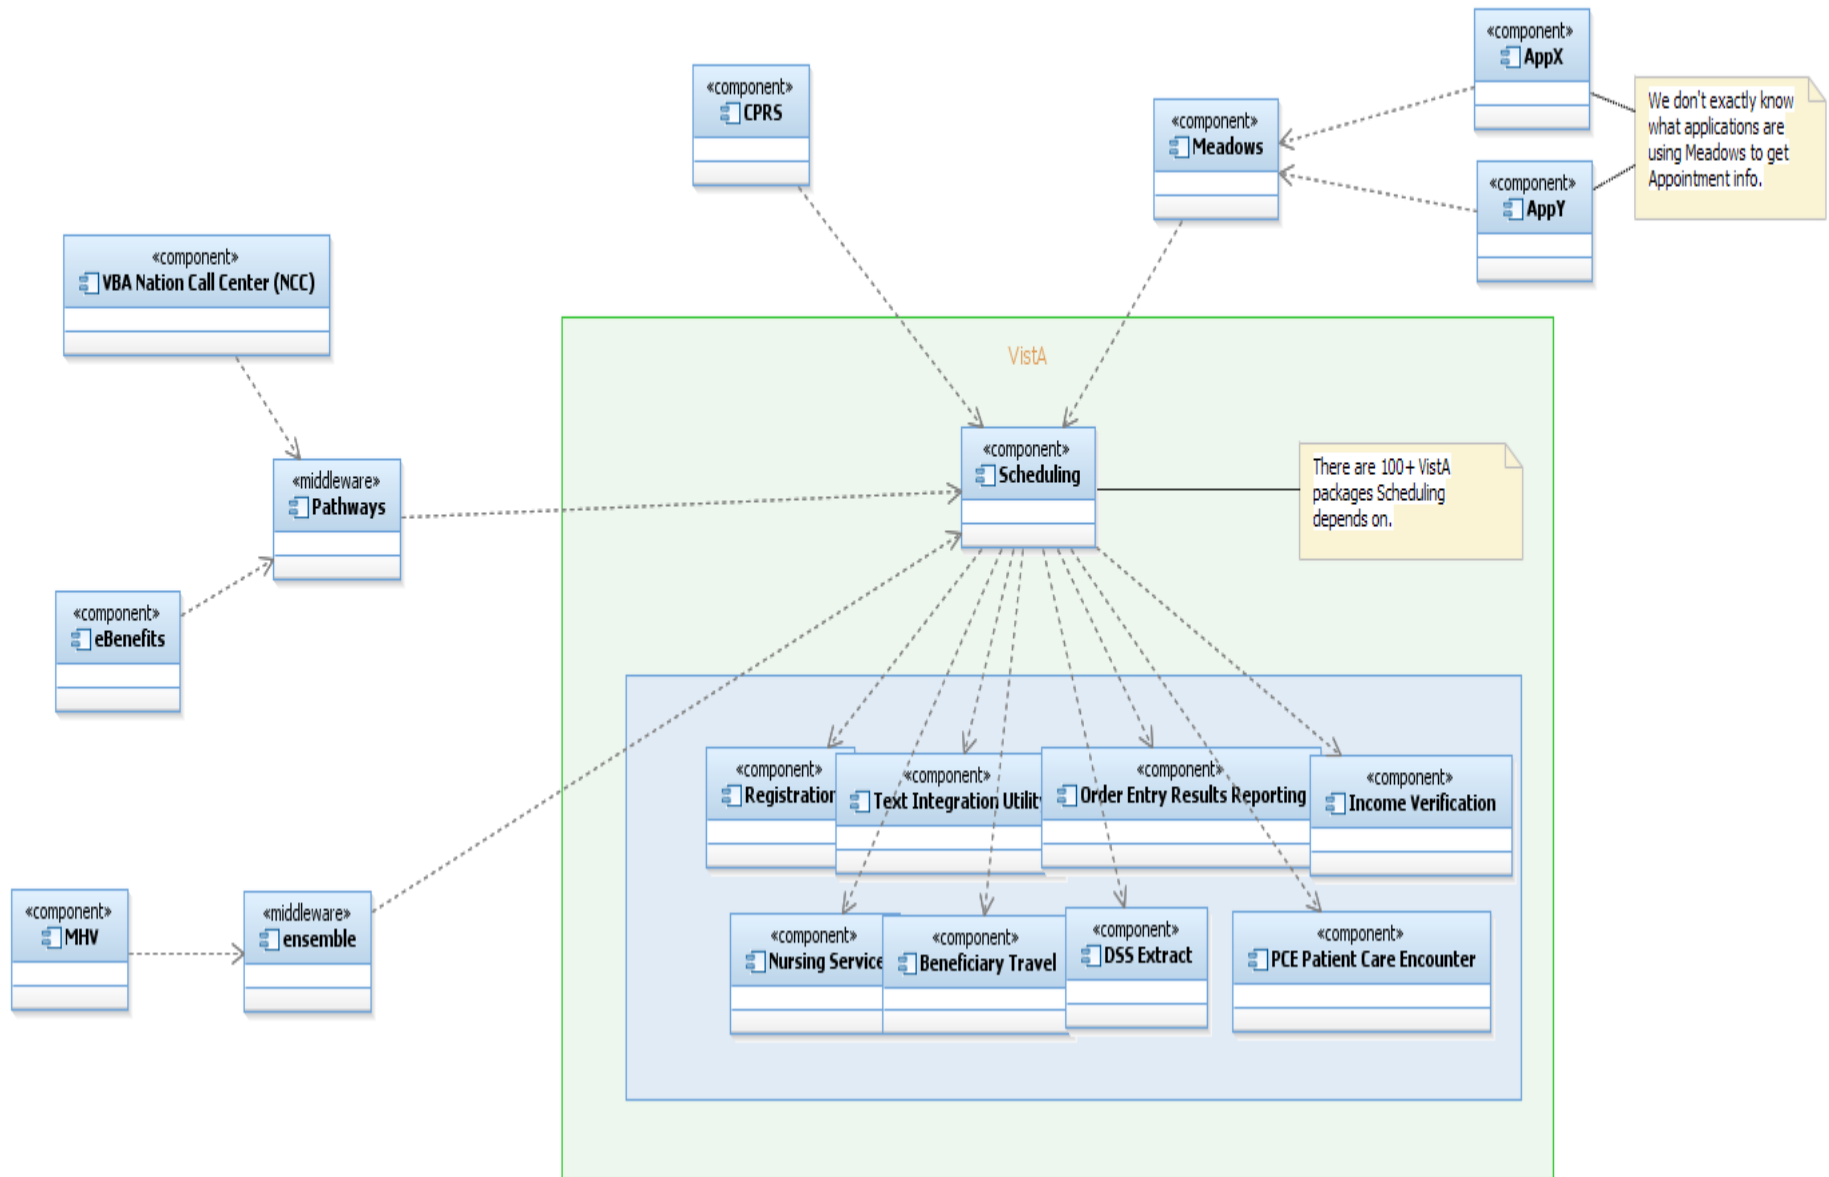 «component»
AppX
«component»
CPRS
We don't exactly know
what applications are
using Meadows to get
Appointment info.
«component»
Meadows
«component»
AppY
«component»
VBA Nation Call Center (NCC)
VistA
«component»
Scheduling
There are 100+ VistA
packages Scheduling
depends on.
«middleware»
Pathways
«component»
eBenefits
«component»
Registration
«component»
Text Integration Utilit
«component»
Order Entry Results Reporting
«component»
Income Verification
«component»
MHV
«middleware»
ensemble
«component»
Nursing Service
«component»
Beneficiary Travel
«component»
DSS Extract
«component»
PCE Patient Care Encounter